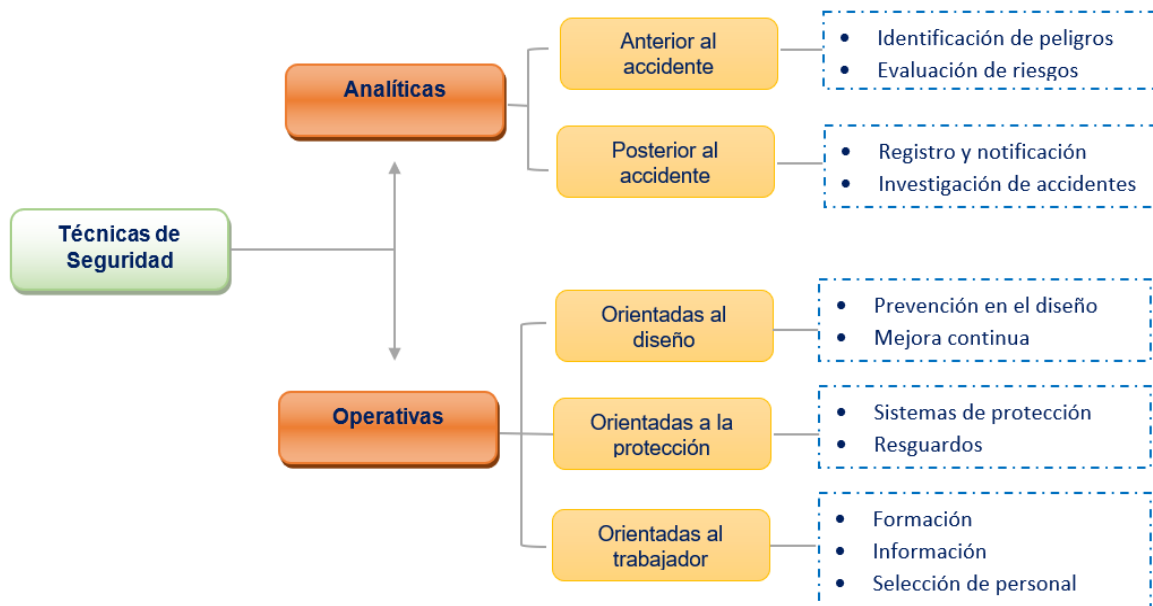 Técnicas de
Seguridad
Analíticas
Anterior al
accidente
• Identificación de peligros
• Evaluación de riesgos
Posterior al
accidente
• Registro y notificación
• Investigación de accidentes
Operativas
Orientadas al
diseño
• Prevención en el diseño
• Mejora continua
Orientadas a la
protección
• Sistemas de protección
• Resguardos
Orientadas al
trabajador
• Formación
• Información
• Selección de personal